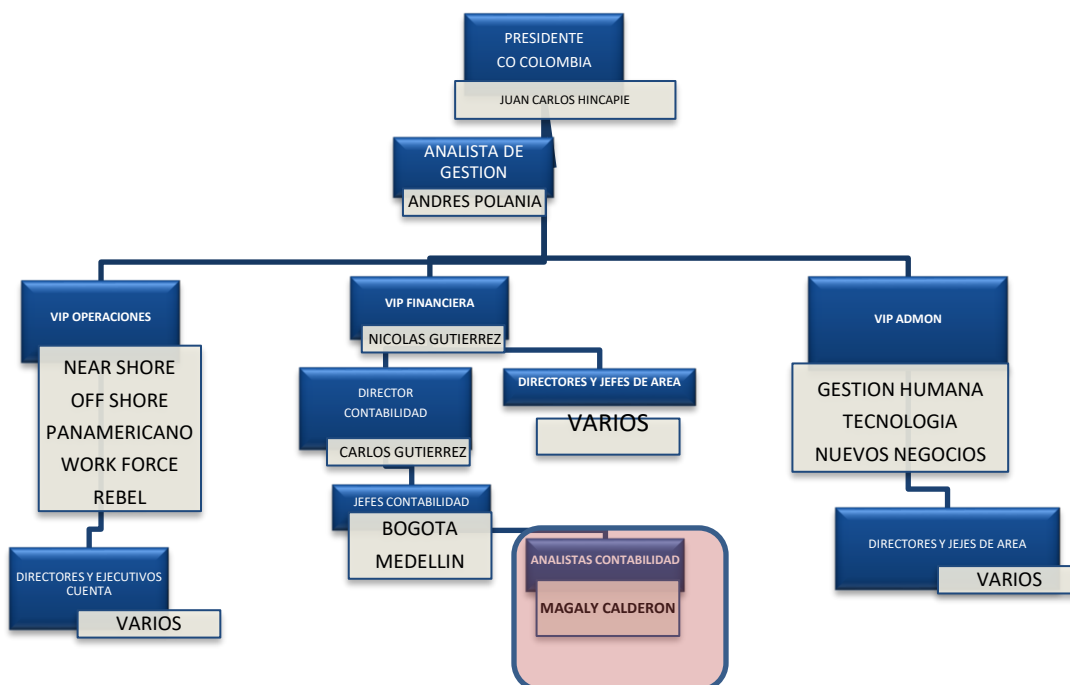 PRESIDENTE
CO COLOMBIA
JUAN CARLOS HINCAPIE
ANALISTA DE
GESTION
ANDRES POLANIA
VIP OPERACIONES
NEAR SHORE
OFF SHORE
PANAMERICANO
WORK FORCE
REBEL
DIRECTORES Y EJECUTIVOS
CUENTA
VARIOS
VIP FINANCIERA
NICOLAS GUTIERREZ
DIRECTOR
CONTABILIDAD
CARLOS GUTIERREZ
JEFES CONTABILIDAD
BOGOTA
MEDELLIN
DIRECTORES Y JEFES DE AREA
VARIOS
ANALISTAS CONTABILIDAD
MAGALY CALDERON
VIP ADMON
GESTION HUMANA
TECNOLOGIA
NUEVOS NEGOCIOS
DIRECTORES Y JEJES DE AREA
VARIOS